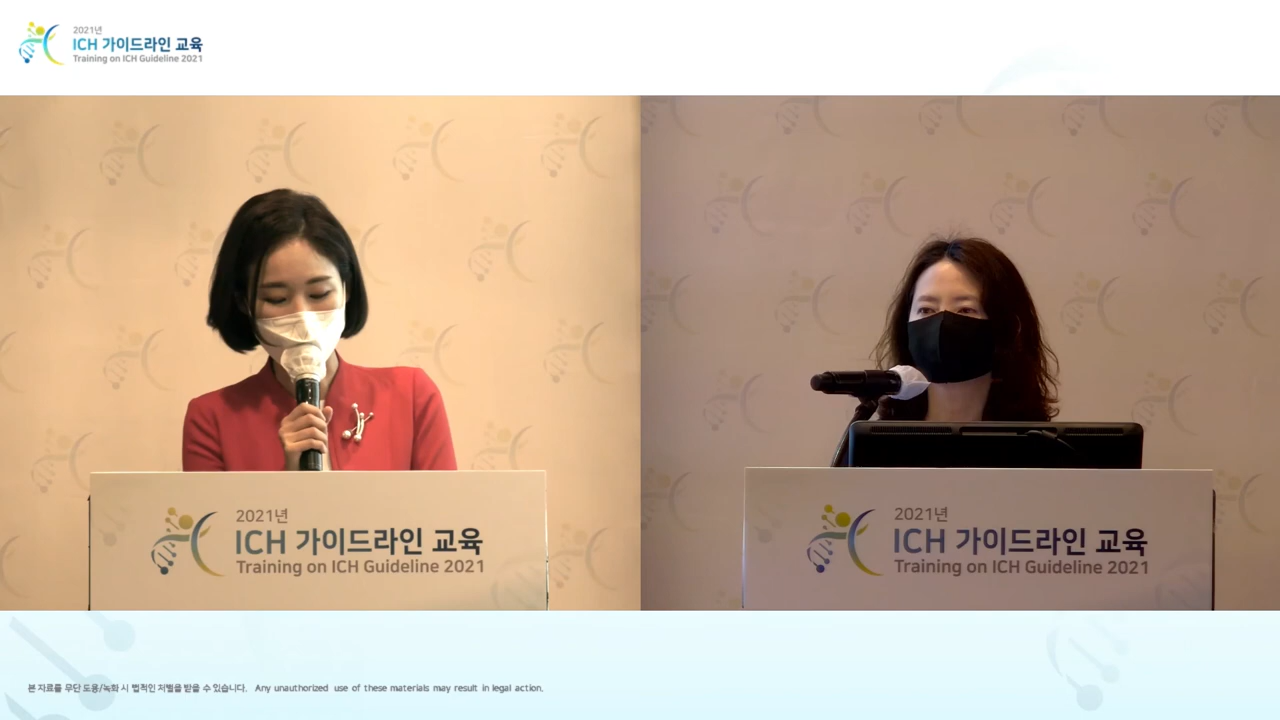 2021년
ICH 가이드라인 교육
Training on ICH Guideline 2021
2021년
ICH 가이드라인 교육
Training on ICH Guideline 2021
2021년
ICH 가이드라인 교육
Training on ICH Guideline 2021
본 자료를 무단 도용/녹화 시 법적인 처벌을 받을 수 있습니다. Any unauthorized use of these materials may result in legal action.